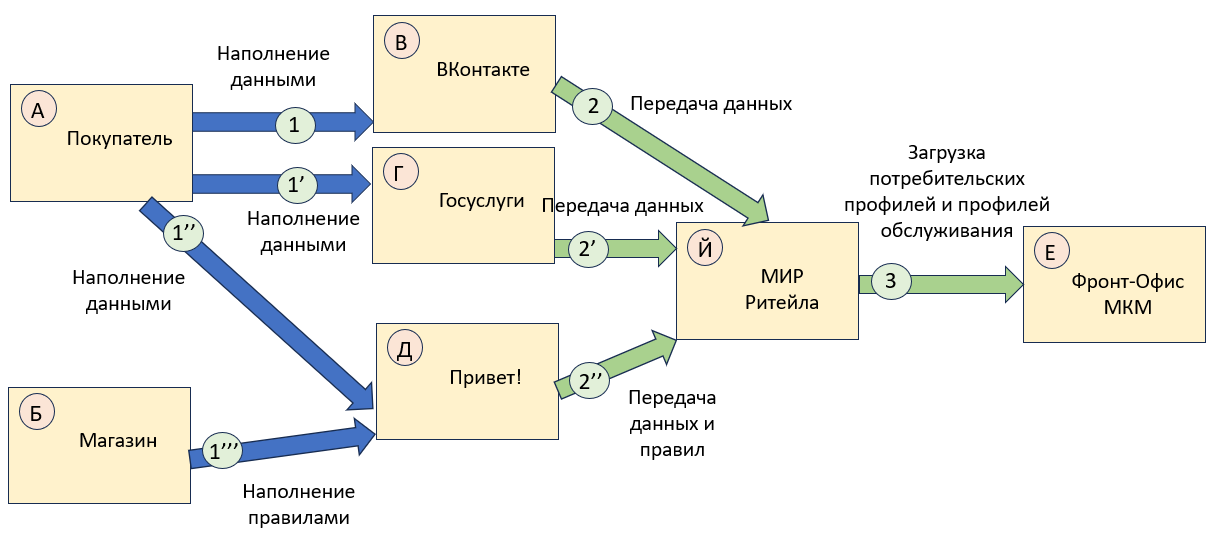 А
Покупатель
Наполнение
данными
1
В
ВКонтакте
2
Передача данных
1’
Наполнение
данными
Г
Госуслуги
Передача данных
2’
1’’
Наполнение
данными
Б
Магазин
1’’’
Наполнение
правилами
Д
Привет!
2’’
Передача
данных и
правил
Й
МИР
Ритейла
3
Загрузка
потребительских
профилей и профилей
обслуживания
Е
Фронт-Офис
МКМ